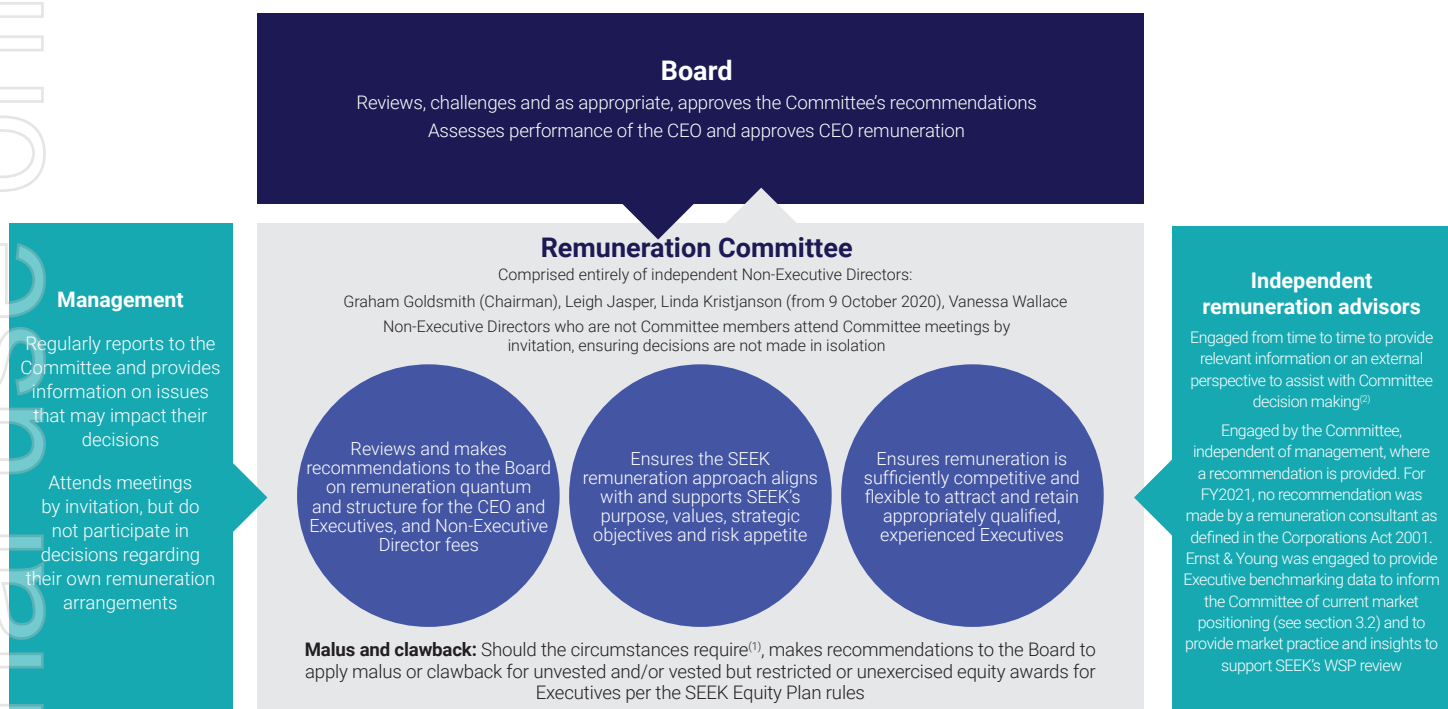 Board
Reviews, challenges and as appropriate, approves the Committee's recommendations
Assesses performance of the CEO and approves CEO remuneration
Management
Regularly reports to the
Committee and provides
information on issues
that may impact their
decisions
Attends meetings
by invitation, but do
not participate in
decisions regarding
their own remuneration
arrangements
Remuneration Committee
Comprised entirely of independent Non-Executive Directors:
Graham Goldsmith (Chairman), Leigh Jasper, Linda Kristjanson (from 9 October 2020), Vanessa Wallace
Non-Executive Directors who are not Committee members attend Committee meetings by
invitation, ensuring decisions are not made in isolation
Reviews and makes
recommendations to the Board
on remuneration quantum
and structure for the CEO and
Executives, and Non-Executive
Director fees
Ensures the SEEK
remuneration approach aligns
with and supports SEEK's
purpose, values, strategic
objectives and risk appetite
Ensures remuneration is
sufficiently competitive and
flexible to attract and retain
appropriately qualified,
experienced Executives
Malus and clawback: Should the circumstances require(1), makes recommendations to the Board to
apply malus or clawback for unvested and/or vested but restricted or unexercised equity awards for
Executives per the SEEK Equity Plan rules
Independent
remuneration advisors
Engaged from time to time to provide
relevant information or an external
perspective to assist with Committee
decision making(2)
Engaged by the Committee,
independent of management, where
a recommendation is provided. For
FY2021, no recommendation was
made by a remuneration consultant as
defined in the Corporations Act 2001.
Ernst & Young was engaged to provide
Executive benchmarking data to inform
the Committee of current market
positioning (see section 3.2) and to
provide market practice and insights to
support SEEK's WSP review